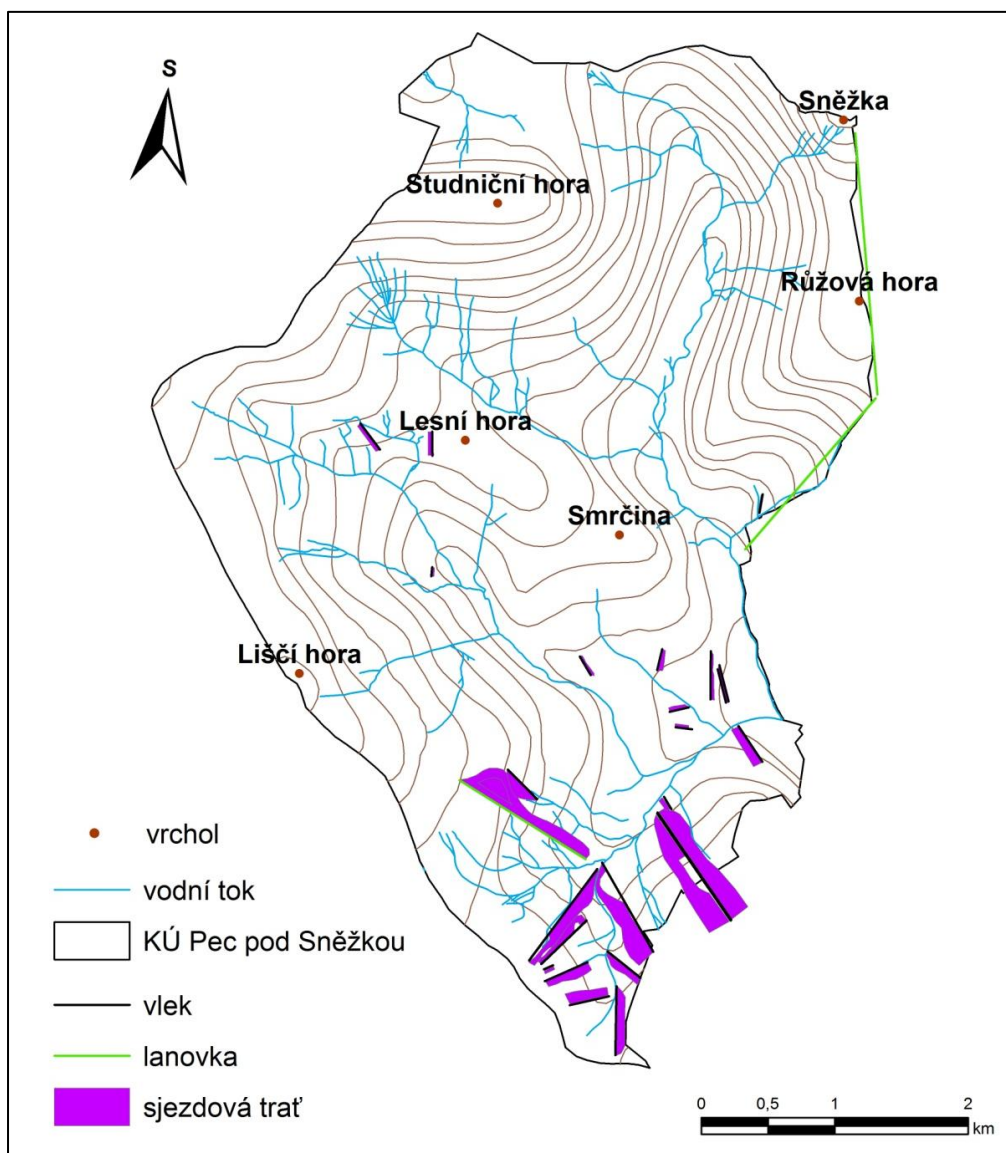 S
Sněžka
Studniční hora
Růžová hora
Lesní hora
Smrčina
Liščí hora
vrchol
vodní tok
KÚ Pec pod Sněžkou
vlek
lanovka
sjezdová trať
0 0,5 1 2
km